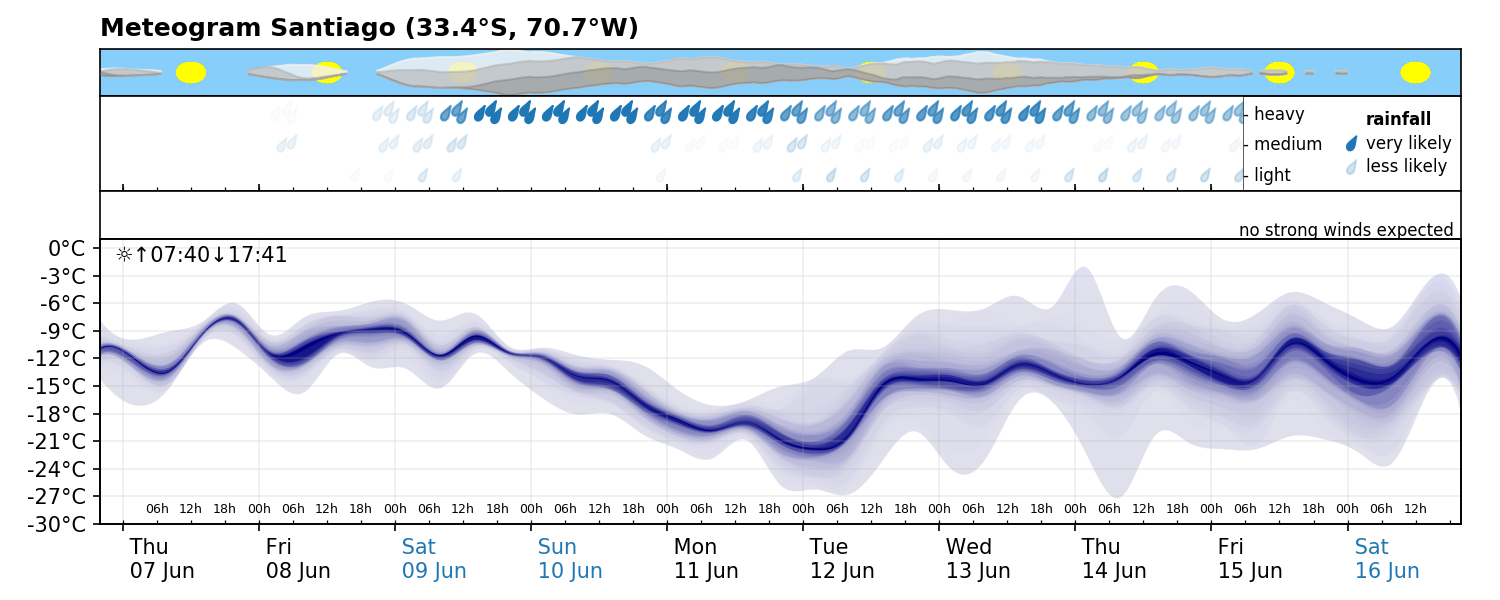 Meteogram Santiago (33.4°S, 70.7°W)
heavy
medium
light
rainfall
very likely
less likely
no strong winds expected
☼↑07:40↓17:41
0°C
-3°C
-6°C
-9°C
-12°C
-15°C
-18°C
-21°C
-24°C
-27°C
-30°C
06h 12h 18h 00h 06h 12h 18h 00h 06h 12h 18h 00h 06h 12h 18h 00h 06h 12h 18h 00h 06h 12h 18h 00h 06h 12h 18h 00h 06h 12h 18h 00h 06h 12h 18h 00h 06h 12h
Thu Fri Sat Sun Mon Tue Wed Thu Fri Sat
07 Jun 08 Jun 09 Jun 10 Jun 11 Jun 12 Jun 13 Jun 14 Jun 15 Jun 16 Jun